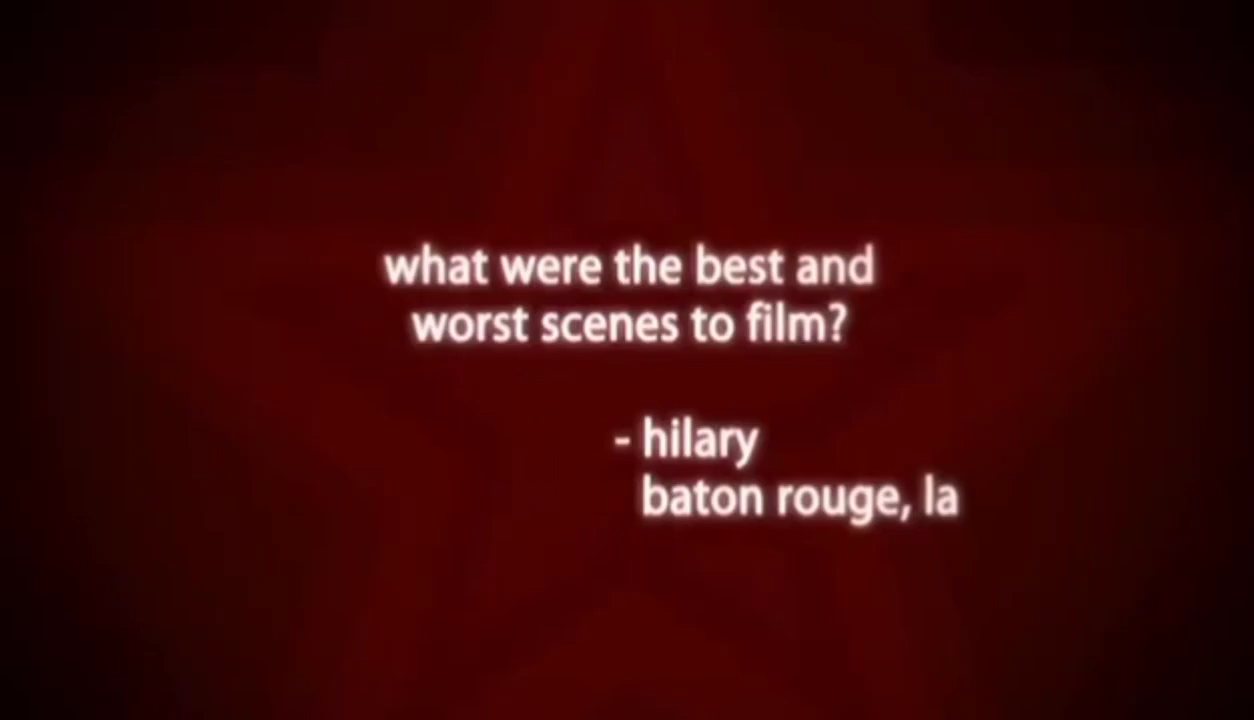 what were the best and
worst scenes to film?
- hilary
baton rouge, la